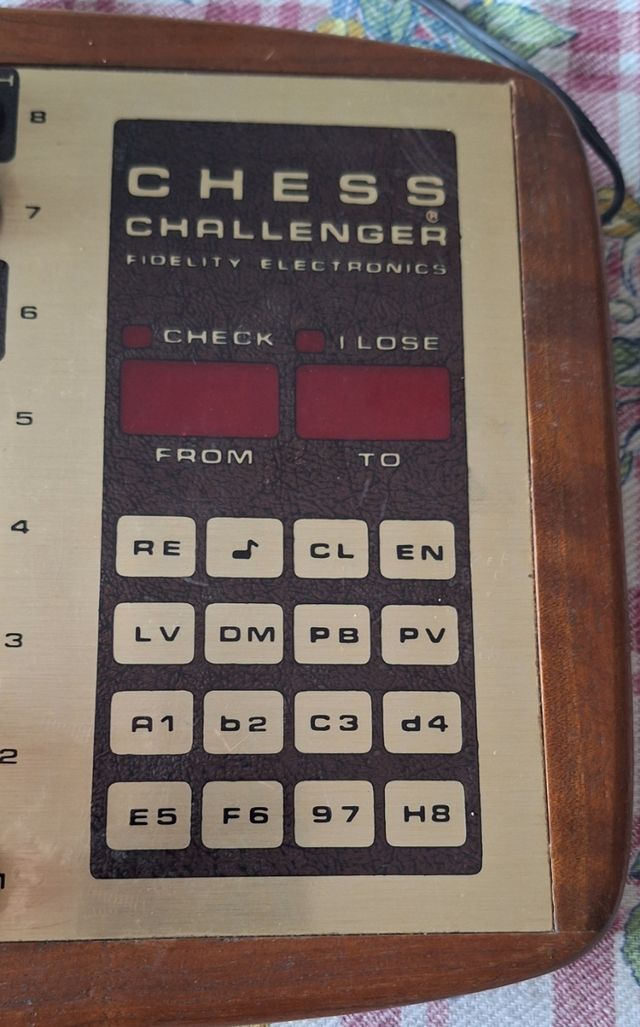 8
7
6
5
4
3
2
1
CHESS
CHALLENGER®
FIDELITY ELECTRONICS
CHECK I LOSE
FROM TO
RE ♪ CL EN
LV DM PB PV
A1 b2 C3 d4
E5 F6 97 H8